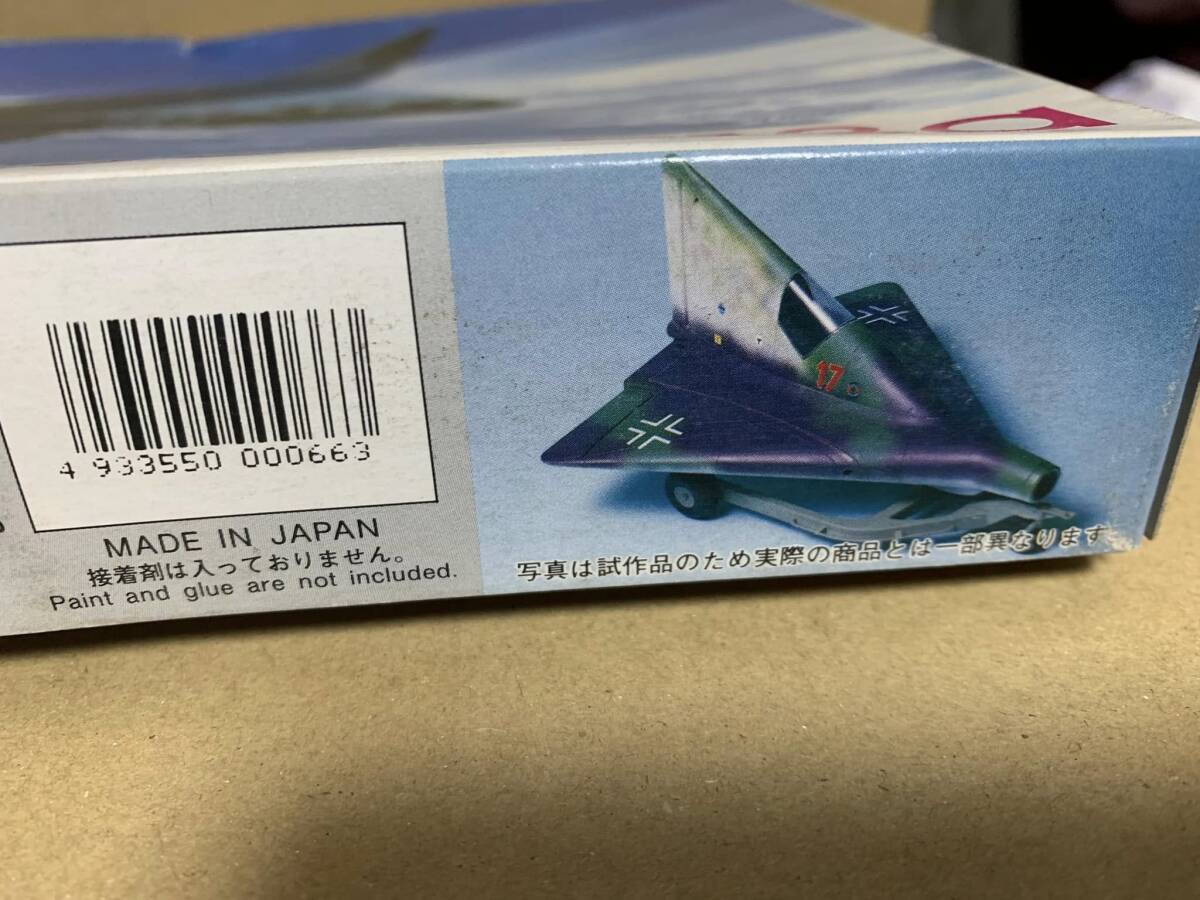 4 933550 000663
MADE IN JAPAN
接着剤は入っておりません。
Paint and glue are not included.
17
写真は試作品のため実際の商品とは一部異なります